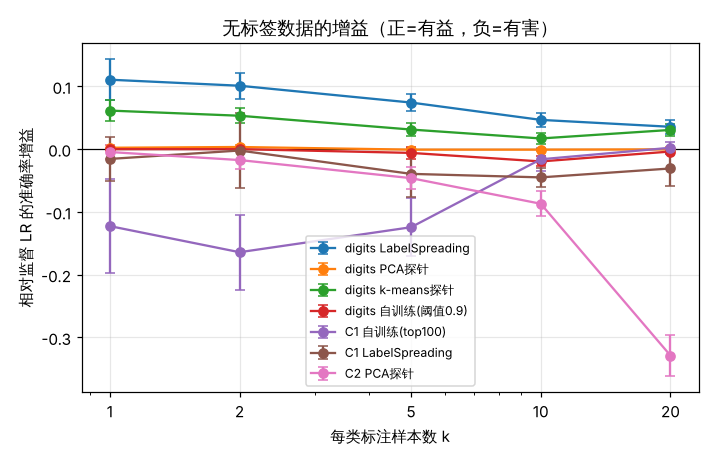 无标签数据的增益（正=有益，负=有害）
相对监督 LR 的准确率增益
0.1
0.0
-0.1
-0.2
-0.3
digits LabelSpreading
digits PCA探针
digits k-means探针
digits 自训练(阈值0.9)
C1 自训练(top100)
C1 LabelSpreading
C2 PCA探针
1
2
5
10
20
每类标注样本数 k